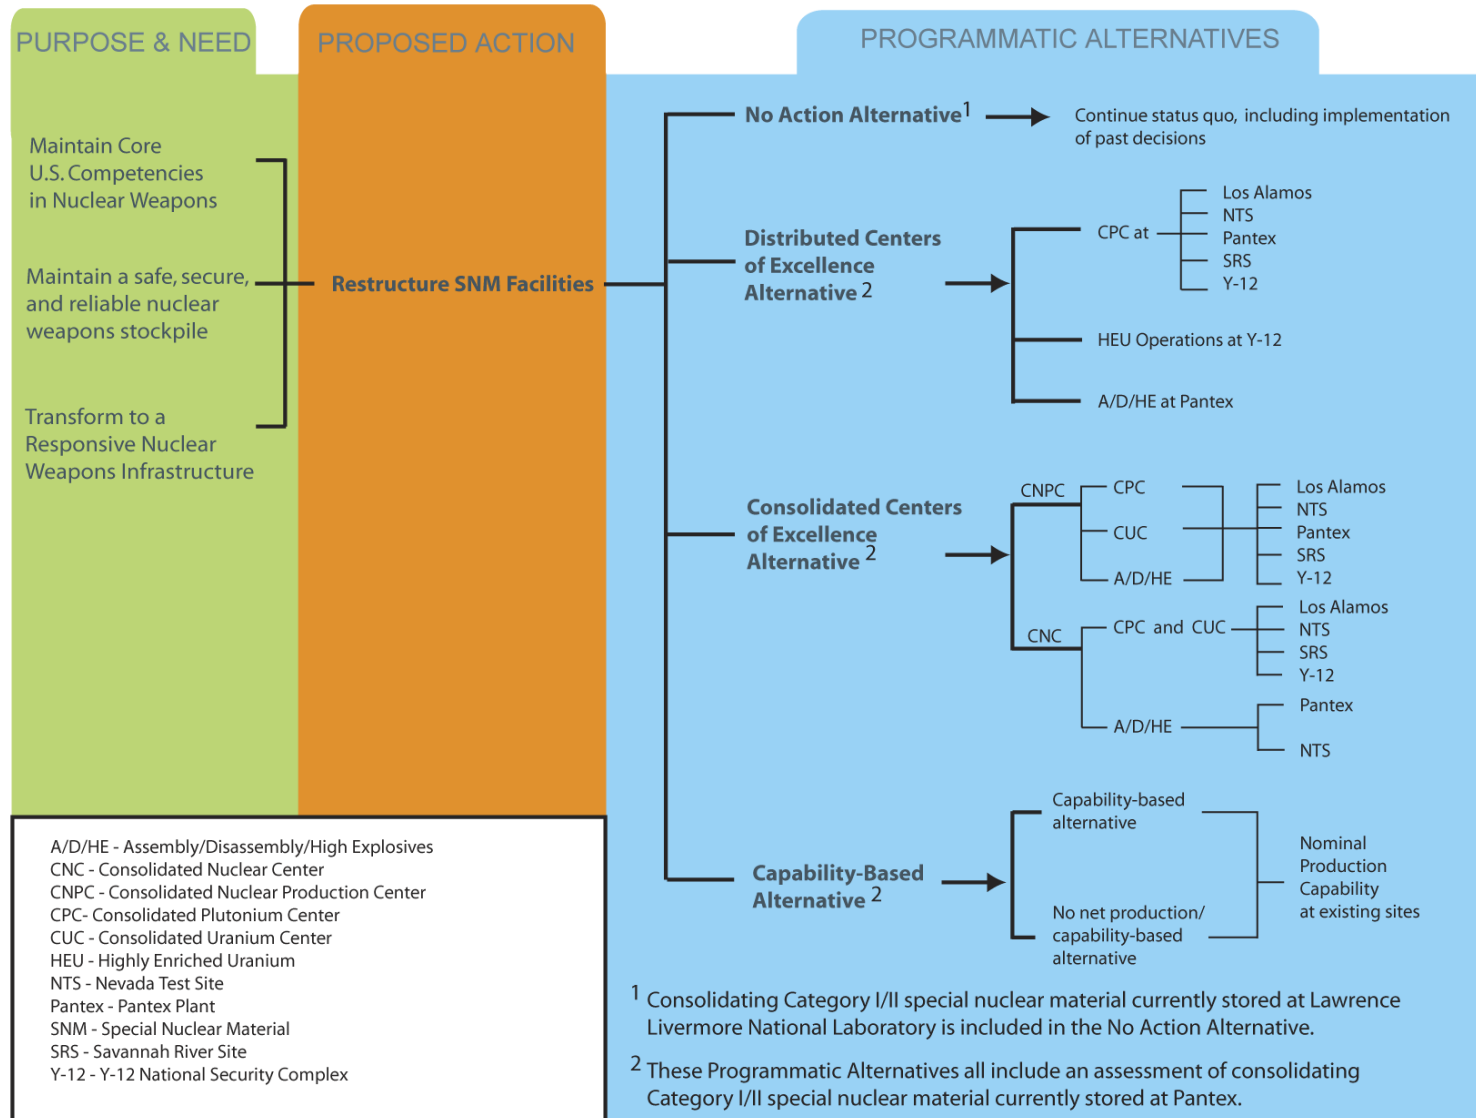 PURPOSE & NEED
PROPOSED ACTION
PROGRAMMATIC ALTERNATIVES
Maintain Core
U.S. Competencies
in Nuclear Weapons
Maintain a safe, secure,
and reliable nuclear
weapons stockpile
Transform to a
Responsive Nuclear
Weapons Infrastructure
Restructure SNM Facilities
No Action Alternative 1
Continue status quo, including implementation
of past decisions
Distributed Centers
of Excellence
Alternative 2
CPC at
Los Alamos
NTS
Pantex
SRS
Y-12
HEU Operations at Y-12
A/D/HE at Pantex
Consolidated Centers
of Excellence
Alternative 2
CNPC
CPC
CUC
A/D/HE
Los Alamos
NTS
Pantex
SRS
Y-12
CNC
CPC and CUC
Los Alamos
NTS
SRS
Y-12
A/D/HE
Pantex
NTS
Capability-Based
Alternative 2
Capability-based
alternative
No net production/
capability-based
alternative
Nominal
Production
Capability
at existing sites
A/D/HE - Assembly/Disassembly/High Explosives
CNC - Consolidated Nuclear Center
CNPC - Consolidated Nuclear Production Center
CPC- Consolidated Plutonium Center
CUC - Consolidated Uranium Center
HEU - Highly Enriched Uranium
NTS - Nevada Test Site
Pantex - Pantex Plant
SNM - Special Nuclear Material
SRS - Savannah River Site
Y-12 - Y-12 National Security Complex
1 Consolidating Category I/II special nuclear material currently stored at Lawrence
Livermore National Laboratory is included in the No Action Alternative.
2 These Programmatic Alternatives all include an assessment of consolidating
Category I/II special nuclear material currently stored at Pantex.